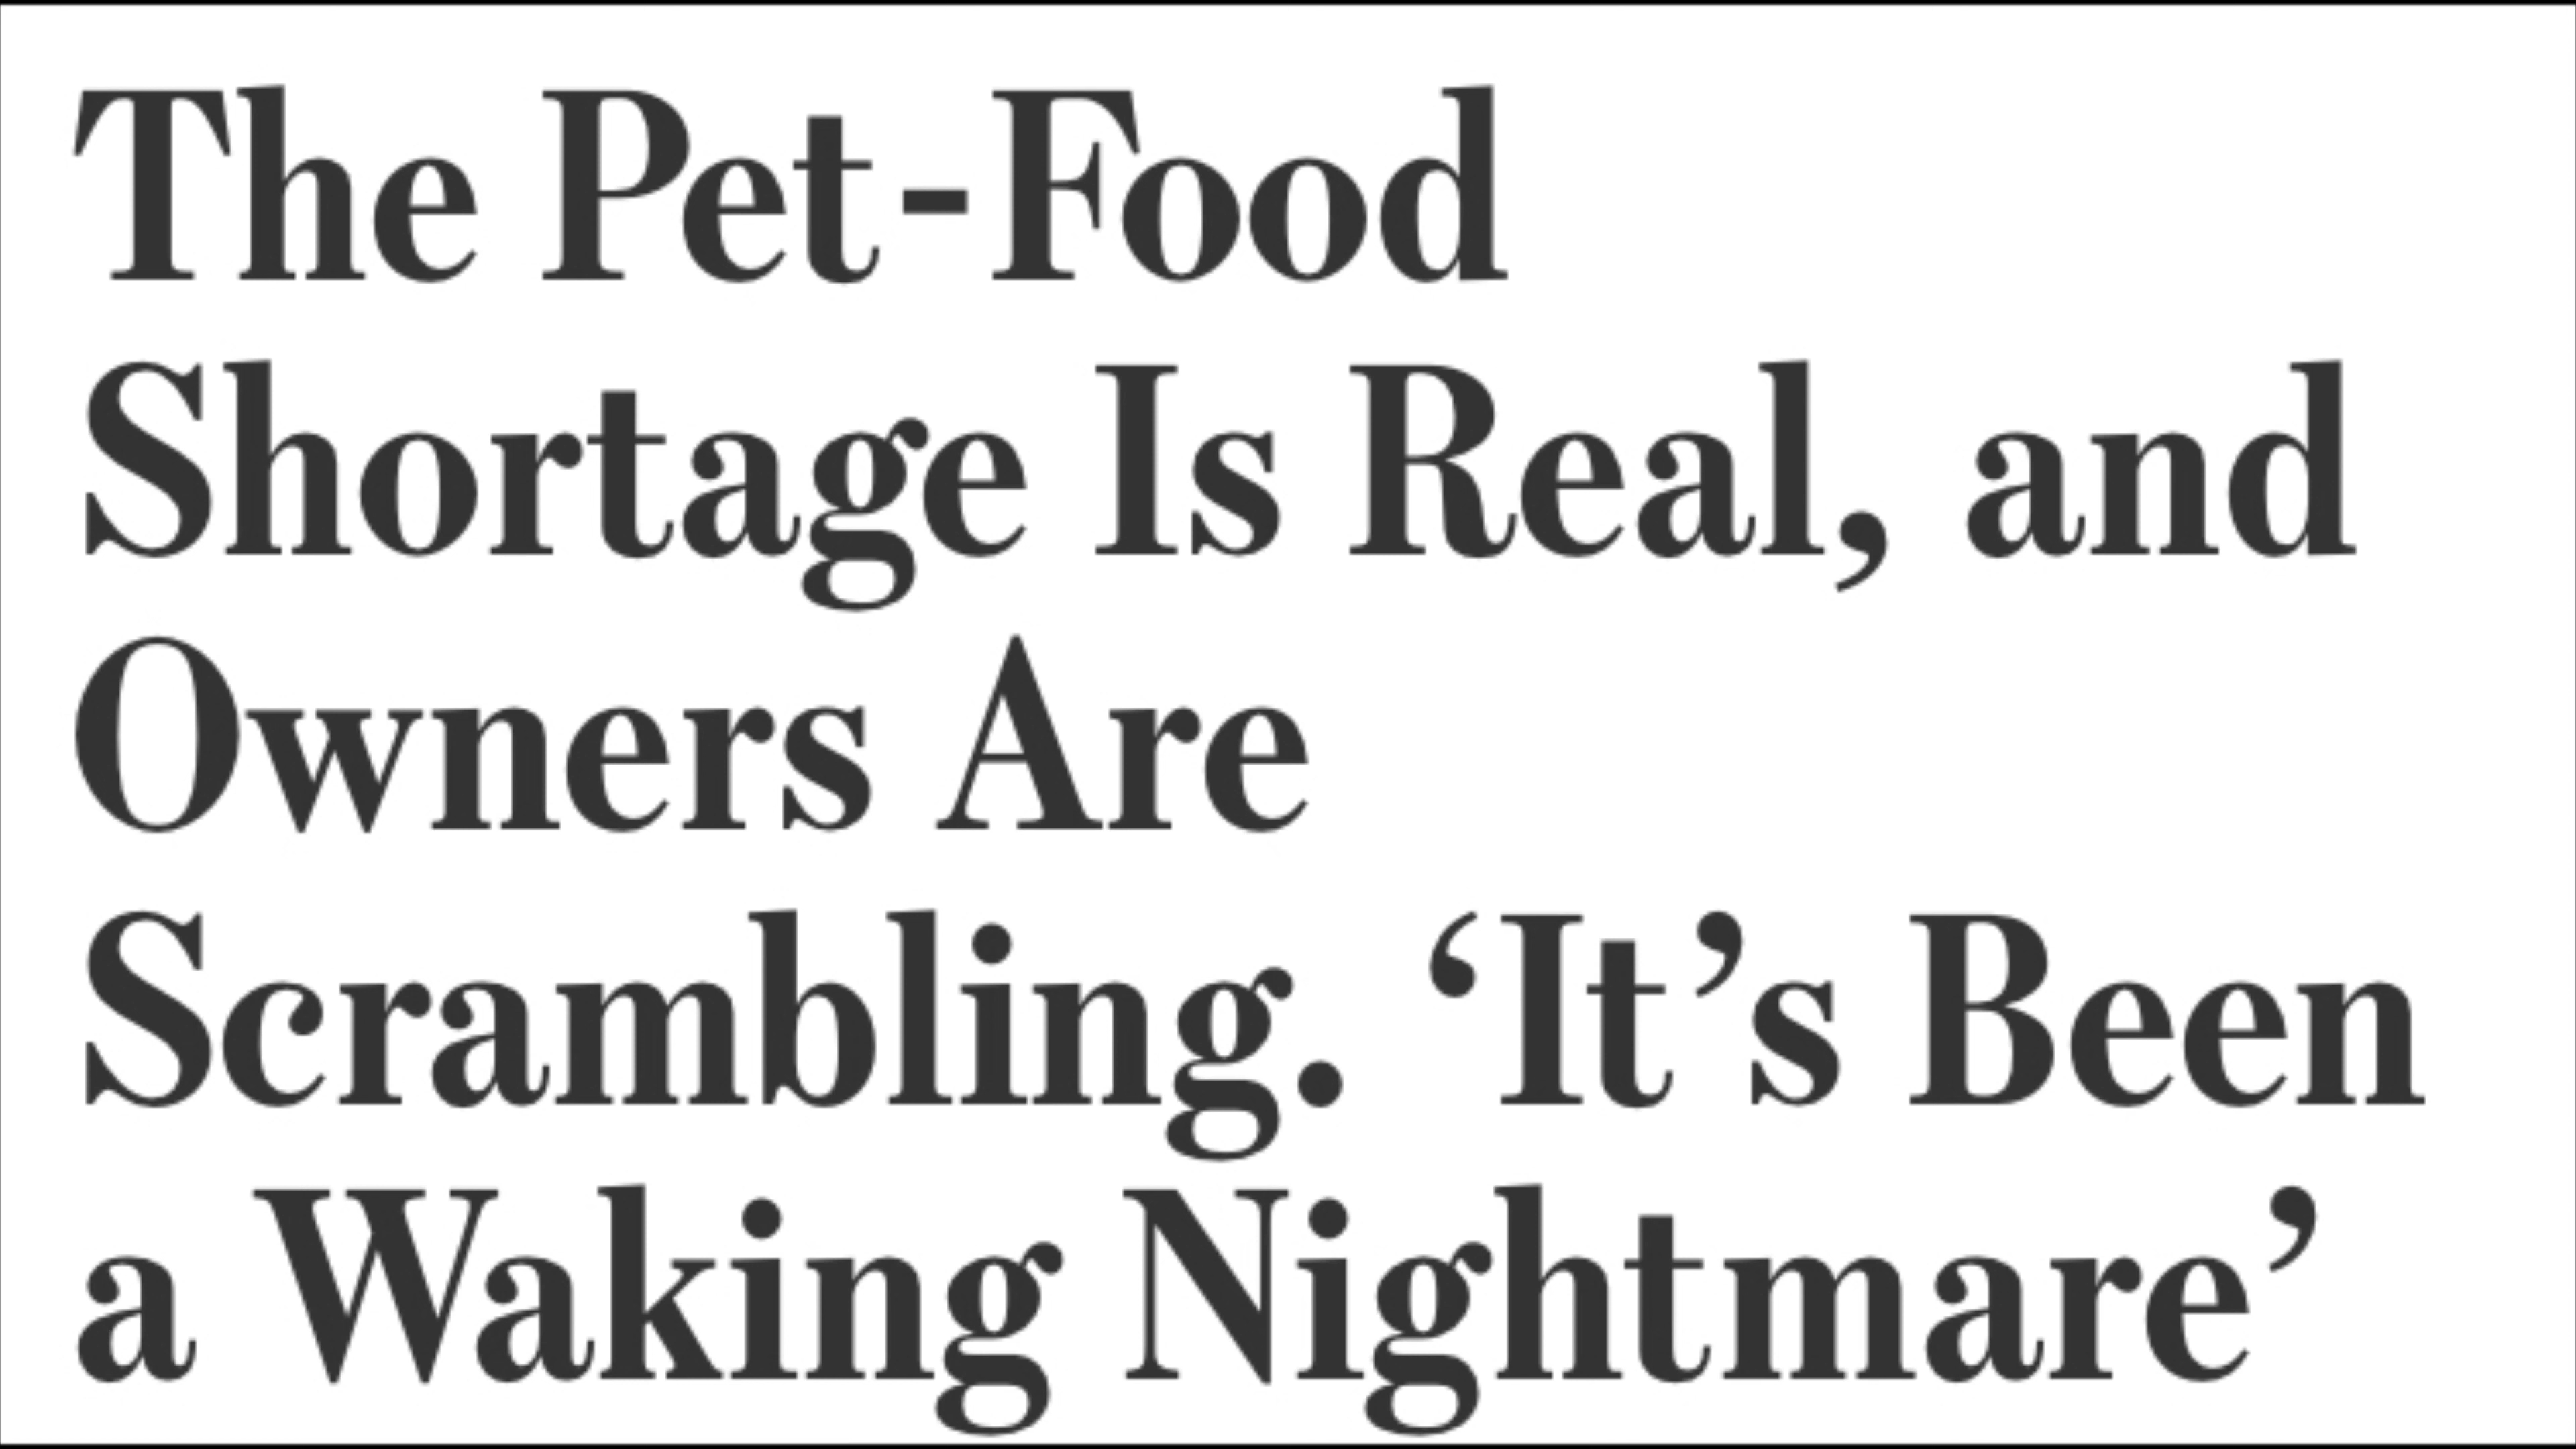 The Pet-Food
Shortage Is Real, and
Owners Are
Scrambling. ‘It’s Been
a Waking Nightmare’